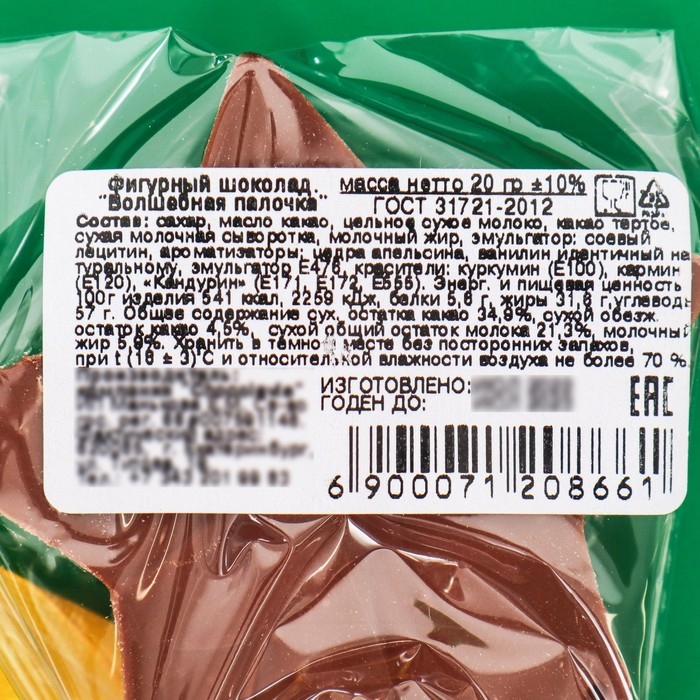 Фигурный шоколад. масса нетто 20 гр ±10%
"Волшебная палочка" ГОСТ 31721-2012
Состав: сахар, масло какао, цельное сухое молоко, какао тертое,
сухая молочная сыворотка, молочный жир, эмульгатор: соевый
лецитин, ароматизаторы: цедра апельсина, ванилин идентичный не
туральному, эмульгатор Е476, красители: куркумин (Е100), кармин
(Е120), «Кандурин» (Е171, Е172, Е555). Энерг. и пищевая ценность
100г изделия 541 ккал, 2259 кДж, белки 5,8 г, жиры 31,8 г,углевод
57 г. Общее содержание сух. остатка какао 34,9%, сухой обезж.
остаток какао 4,5%, сухой общий остаток молока 21,3%, молочный
жир 5,9%. Хранить в темном месте без посторонних запахов,
при t (18 ± 3)°С и относительной влажности воздуха не более 70 %
ИЗГОТОВЛЕНО:
ГОДЕН ДО:
ЕАС
6 900071 208661